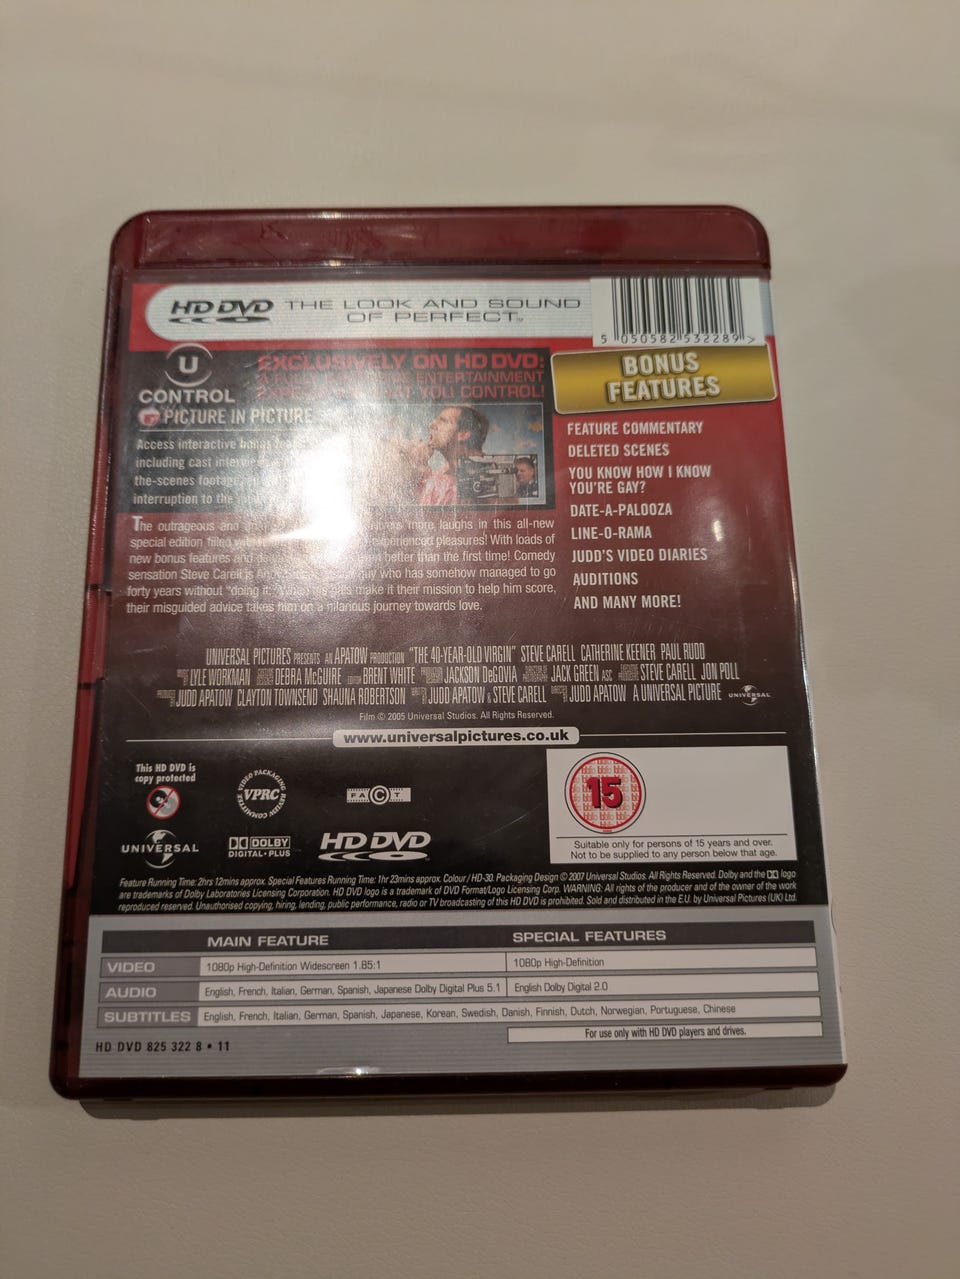 HD DVD THE LOOK AND SOUND
OF PERFECT™
5 050582 532289 >
U
CONTROL
EXCLUSIVELY ON HD DVD:
ENTERTAINMENT
YOU CONTROL!
PICTURE IN PICTURE
Access interactive bonus
including cast
the-scenes footage
interruption to the
The outrageous and more laughs in this all-new
special edition filled pleasures! With loads of
new bonus features and better than the first time! Comedy
sensation Steve Carell is guy who has somehow managed to go
forty years without "doing it." make it their mission to help him score,
their misguided advice takes him on a hilarious journey towards love.
BONUS
FEATURES
FEATURE COMMENTARY
DELETED SCENES
YOU KNOW HOW I KNOW
YOU'RE GAY?
DATE-A-PALOOZA
LINE-O-RAMA
JUDD'S VIDEO DIARIES
AUDITIONS
AND MANY MORE!
UNIVERSAL PICTURES PRESENTS AN APATOW PRODUCTION "THE 40-YEAR-OLD VIRGIN" STEVE CARELL CATHERINE KEENER PAUL RUDD
LYLE WORKMAN DEBRA McGUIRE BRENT WHITE JACKSON DeGOVIA JACK GREEN ASC STEVE CARELL JON POLL
JUDD APATOW CLAYTON TOWNSEND SHAUNA ROBERTSON JUDD APATOW & STEVE CARELL JUDD APATOW A UNIVERSAL PICTURE UNIVERSAL
Film © 2005 Universal Studios. All Rights Reserved.
www.universalpictures.co.uk
This HD DVD is
copy protected
VIDEO PACKAGING REVIEW COMMITTEE
VPRC
FACT
15
Suitable only for persons of 15 years and over.
Not to be supplied to any person below that age.
UNIVERSAL
DOLBY
DIGITAL PLUS
HD DVD
Feature Running Time: 2hrs 12mins approx. Special Features Running Time: 1hr 23mins approx. Colour / HD-30. Packaging Design © 2007 Universal Studios. All Rights Reserved. Dolby and the logo
are trademarks of Dolby Laboratories Licensing Corporation. HD DVD logo is a trademark of DVD Format/Logo Licensing Corp. WARNING: All rights of the producer and of the owner of the work
reproduced reserved. Unauthorised copying, hiring, lending, public performance, radio or TV broadcasting of this HD DVD is prohibited. Sold and distributed in the E.U. by Universal Pictures (UK) Ltd.
MAIN FEATURE SPECIAL FEATURES
VIDEO 1080p High-Definition Widescreen 1.85:1 1080p High-Definition
AUDIO English, French, Italian, German, Spanish, Japanese Dolby Digital Plus 5.1 English Dolby Digital 2.0
SUBTITLES English, French, Italian, German, Spanish, Japanese, Korean, Swedish, Danish, Finnish, Dutch, Norwegian, Portuguese, Chinese
For use only with HD DVD players and drives.
HD DVD 825 322 8 • 11